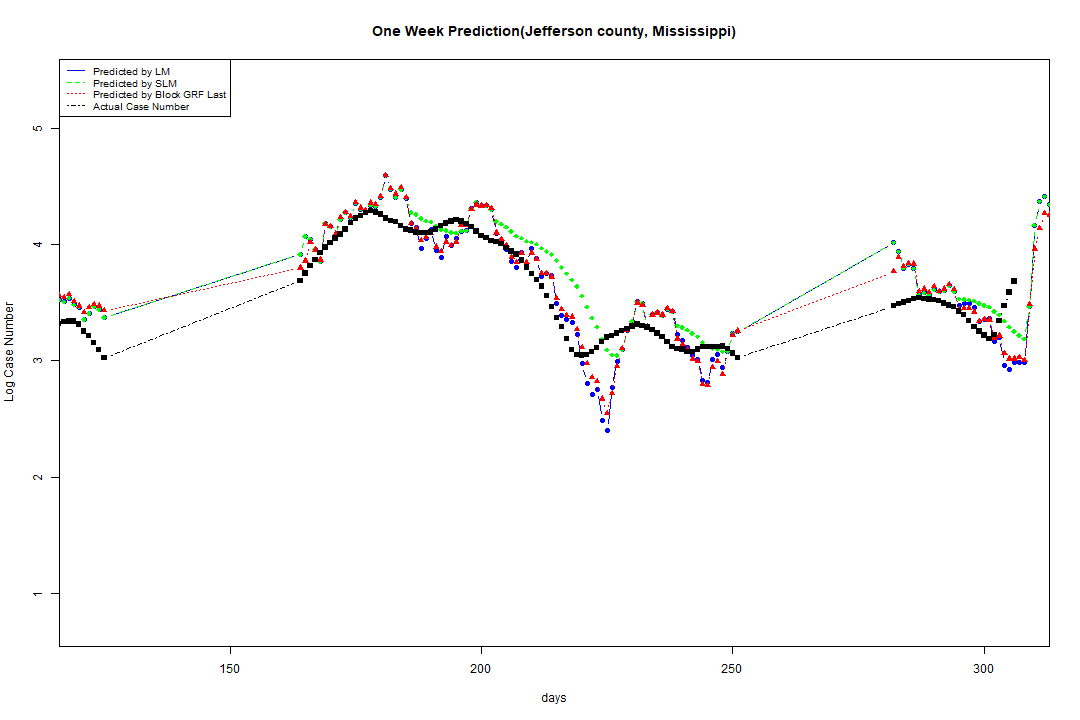 One Week Prediction(Jefferson county, Mississippi)
Predicted by LM
Predicted by SLM
Predicted by Block GRF Last
Actual Case Number
Log Case Number
5
4
3
2
1
150
200
250
300
days